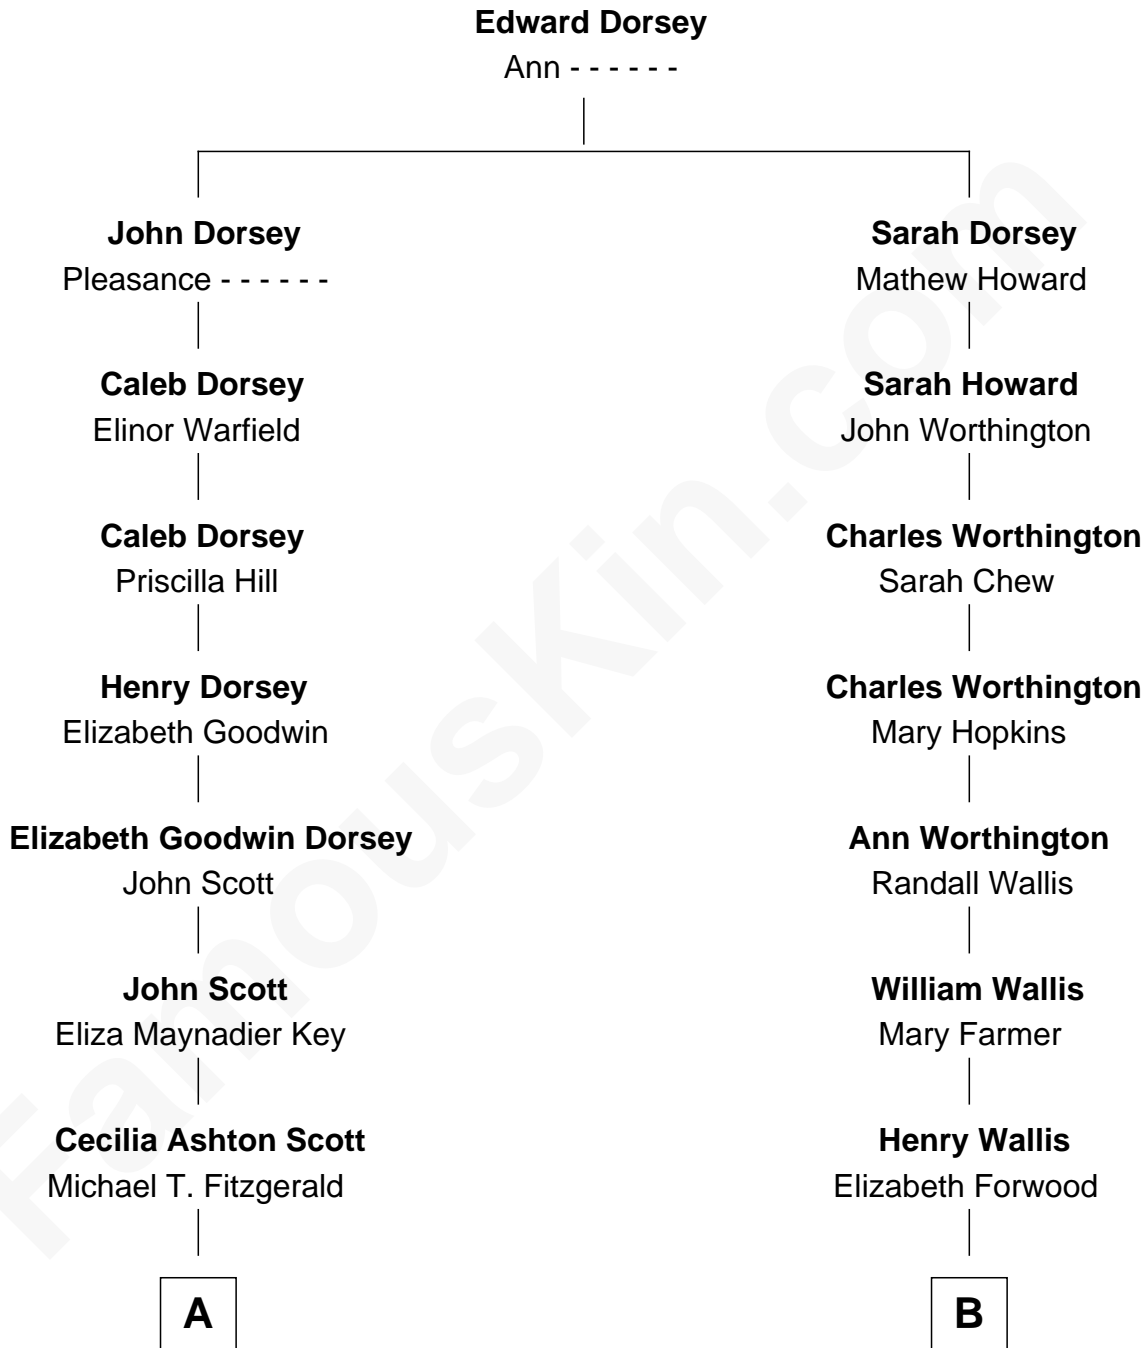 Edward Dorsey
Ann - - - - - -
John Dorsey
Pleasance - - - - - -
Caleb Dorsey
Elinor Warfield
Caleb Dorsey
Priscilla Hill
Henry Dorsey
Elizabeth Goodwin
Elizabeth Goodwin Dorsey
John Scott
John Scott
Eliza Maynadier Key
Cecilia Ashton Scott
Michael T. Fitzgerald
A
Sarah Dorsey
Mathew Howard
Sarah Howard
John Worthington
Charles Worthington
Sarah Chew
Charles Worthington
Mary Hopkins
Ann Worthington
Randall Wallis
William Wallis
Mary Farmer
Henry Wallis
Elizabeth Forwood
B
FamousKin.com